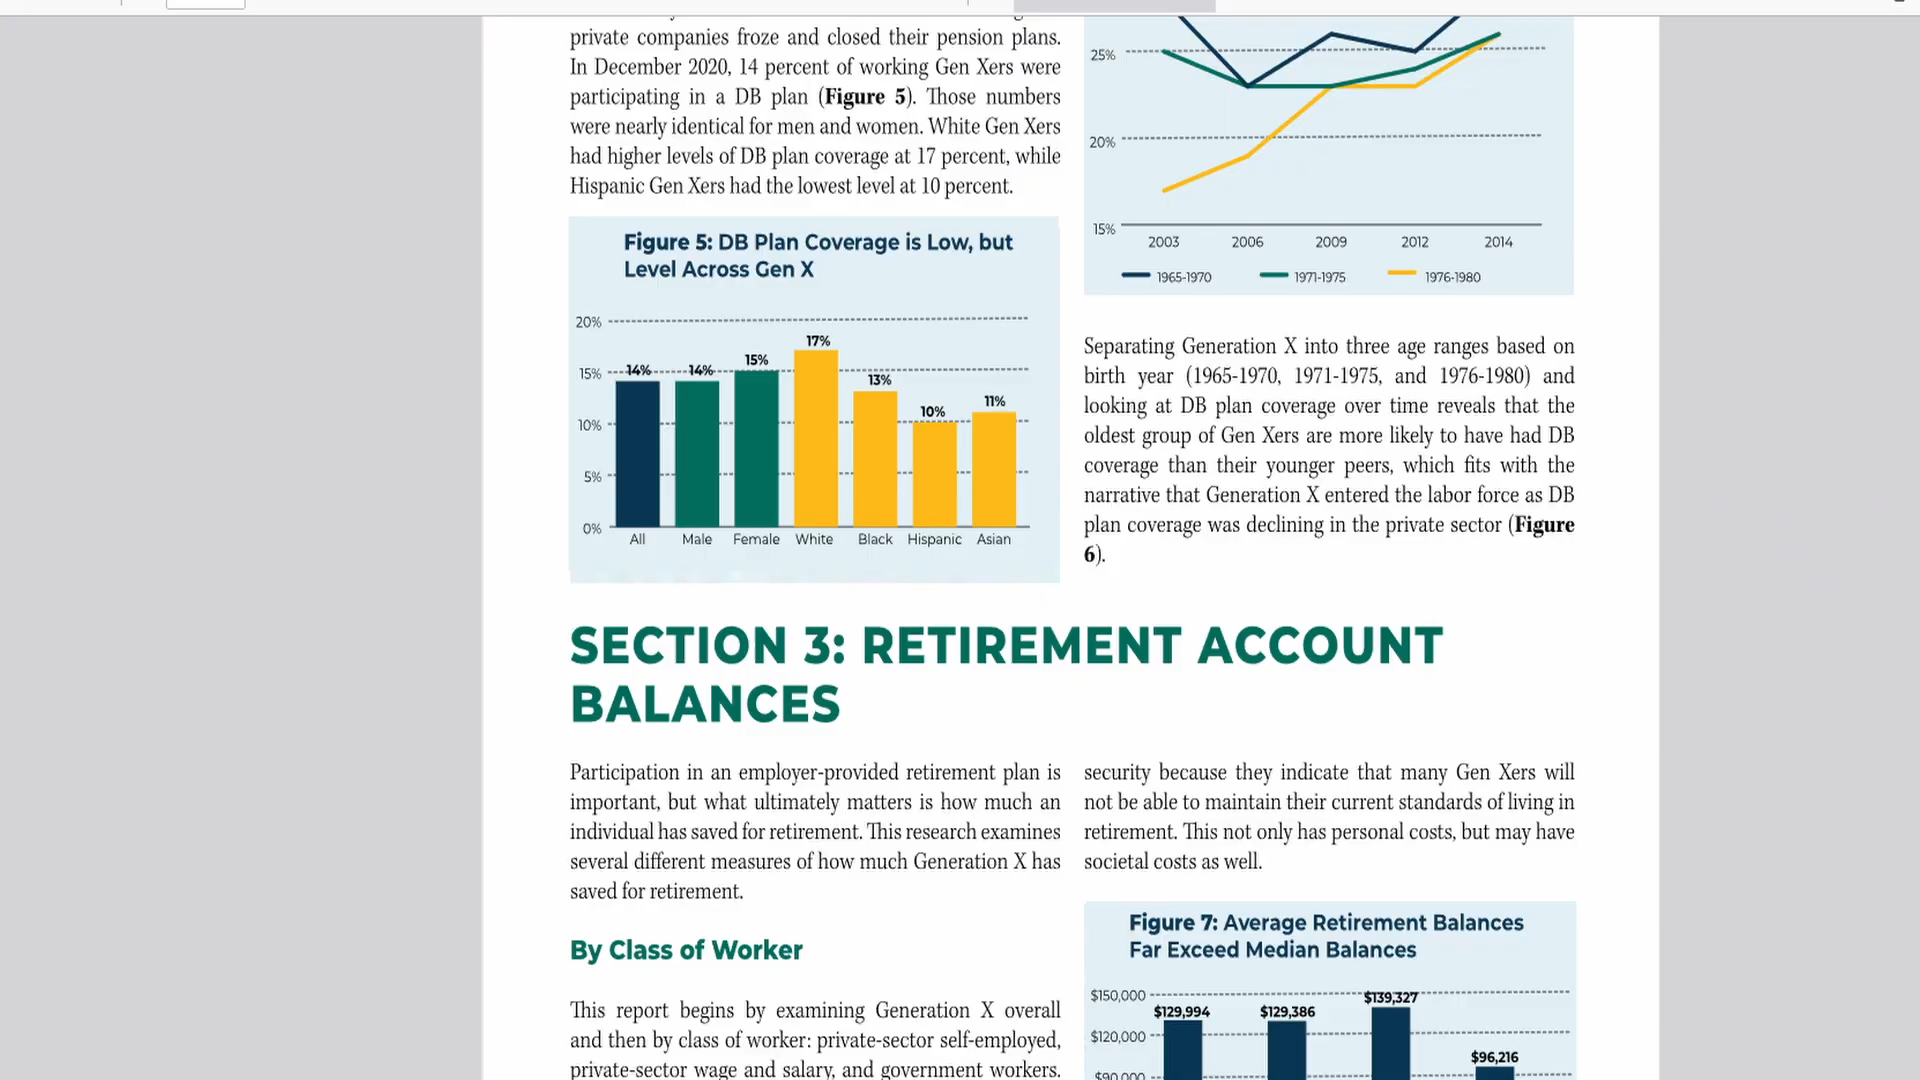 private companies froze and closed their pension plans.
In December 2020, 14 percent of working Gen Xers were
participating in a DB plan (Figure 5). Those numbers
were nearly identical for men and women. White Gen Xers
had higher levels of DB plan coverage at 17 percent, while
Hispanic Gen Xers had the lowest level at 10 percent.
Figure 5: DB Plan Coverage is Low, but
Level Across Gen X
20%
15%
10%
5%
0%
14%
14%
15%
17%
13%
10%
11%
All Male Female White Black Hispanic Asian
25%
20%
15%
2003 2006 2009 2012 2014
1965-1970 1971-1975 1976-1980
Separating Generation X into three age ranges based on
birth year (1965-1970, 1971-1975, and 1976-1980) and
looking at DB plan coverage over time reveals that the
oldest group of Gen Xers are more likely to have had DB
coverage than their younger peers, which fits with the
narrative that Generation X entered the labor force as DB
plan coverage was declining in the private sector (Figure
6).
SECTION 3: RETIREMENT ACCOUNT
BALANCES
Participation in an employer-provided retirement plan is
important, but what ultimately matters is how much an
individual has saved for retirement. This research examines
several different measures of how much Generation X has
saved for retirement.
By Class of Worker
This report begins by examining Generation X overall
and then by class of worker: private-sector self-employed,
private-sector wage and salary, and government workers.
security because they indicate that many Gen Xers will
not be able to maintain their current standards of living in
retirement. This not only has personal costs, but may have
societal costs as well.
Figure 7: Average Retirement Balances
Far Exceed Median Balances
$150,000
$120,000
$90,000
$129,994
$129,386
$139,327
$96,216